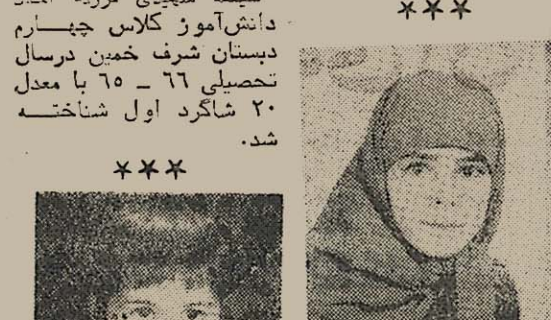 دانش‌آموز کلاس چهارم
دبستان شرف خمین درسال
تحصیلی ٦٦ ـ ٦٥ با معدل
٢٠ شاگرد اول شناخته
شد.